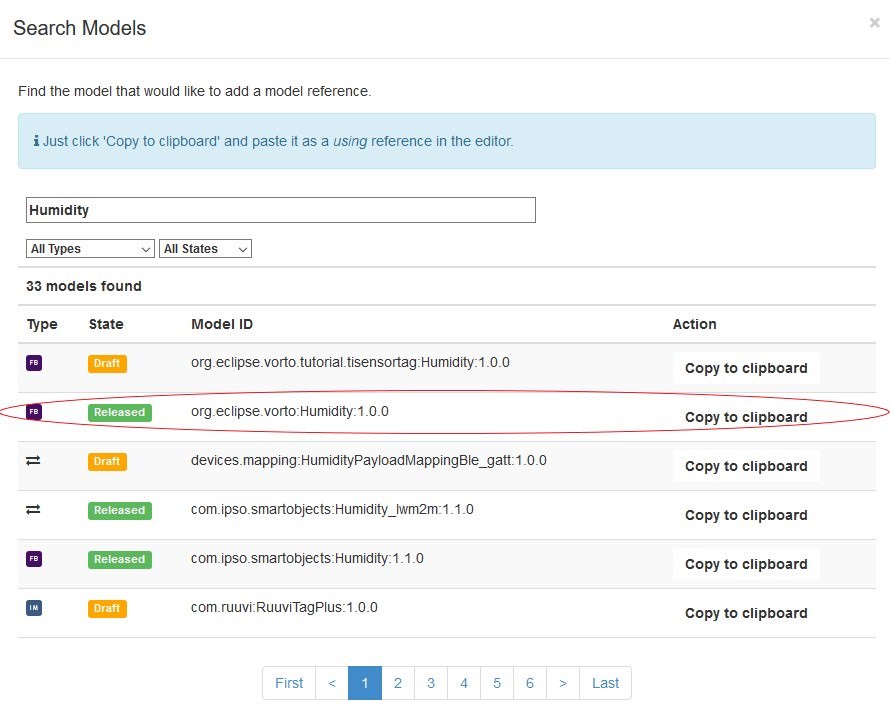 Search Models
×
Find the model that would like to add a model reference.
i Just click 'Copy to clipboard' and paste it as a using reference in the editor.
Humidity
All Types All States
33 models found
Type State Model ID Action
FB Draft org.eclipse.vorto.tutorial.tisensortag:Humidity:1.0.0 Copy to clipboard
FB Released org.eclipse.vorto:Humidity:1.0.0 Copy to clipboard
Draft devices.mapping:HumidityPayloadMappingBle_gatt:1.0.0 Copy to clipboard
Released com.ipso.smartobjects:Humidity_lwm2m:1.1.0 Copy to clipboard
FB Released com.ipso.smartobjects:Humidity:1.1.0 Copy to clipboard
IM Draft com.ruuvi:RuuviTagPlus:1.0.0 Copy to clipboard
First < 1 2 3 4 5 6 > Last